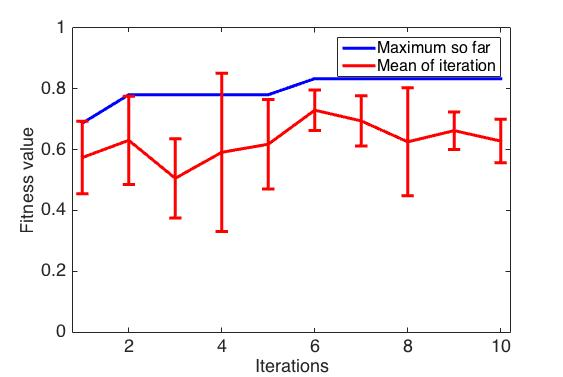 1
Maximum so far
Mean of iteration
0.8
0.6
0.4
0.2
0
Fitness value
2 4 6 8 10
Iterations